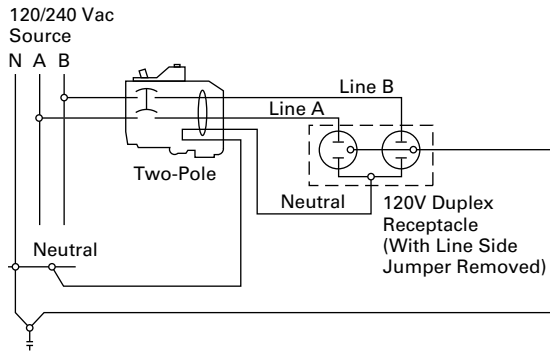 120/240 Vac
Source
N A B
Line B
Line A
Two-Pole
Neutral
120V Duplex
Receptacle
(With Line Side
Jumper Removed)
Neutral